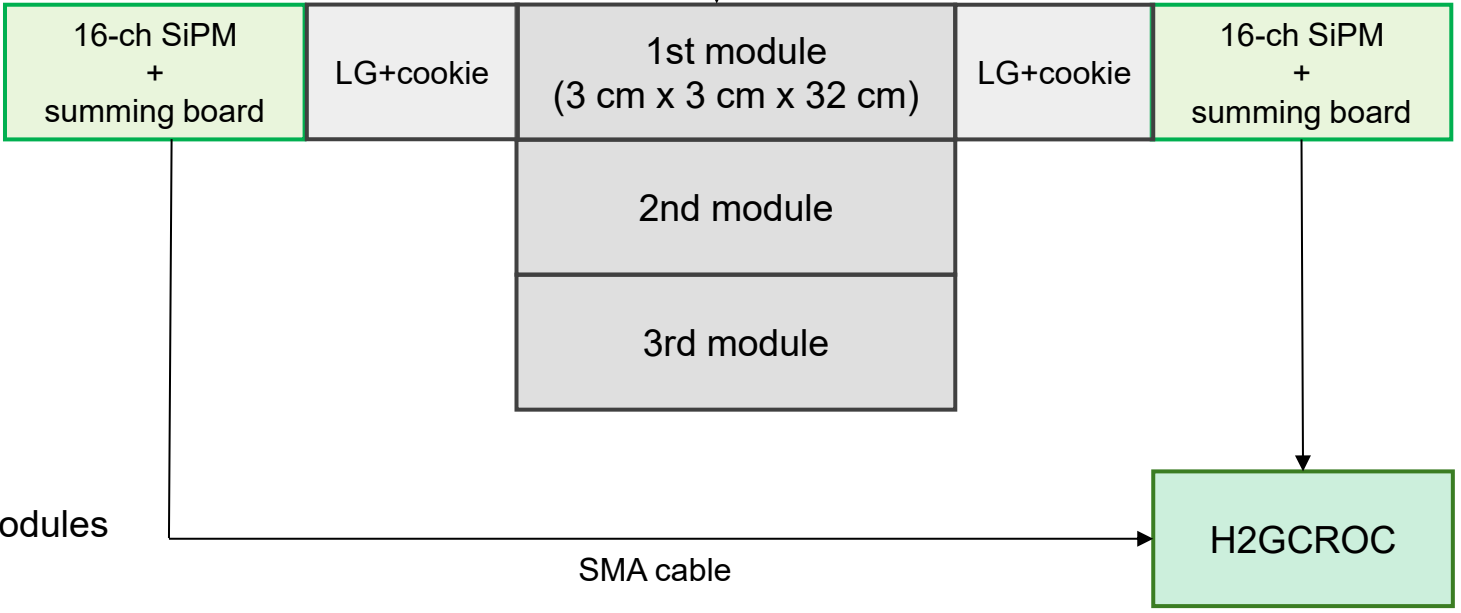 16-ch SiPM
+
summing board
LG+cookie
1st module
(3 cm x 3 cm x 32 cm)
LG+cookie
16-ch SiPM
+
summing board
2nd module
3rd module
odules
SMA cable
H2GCROC